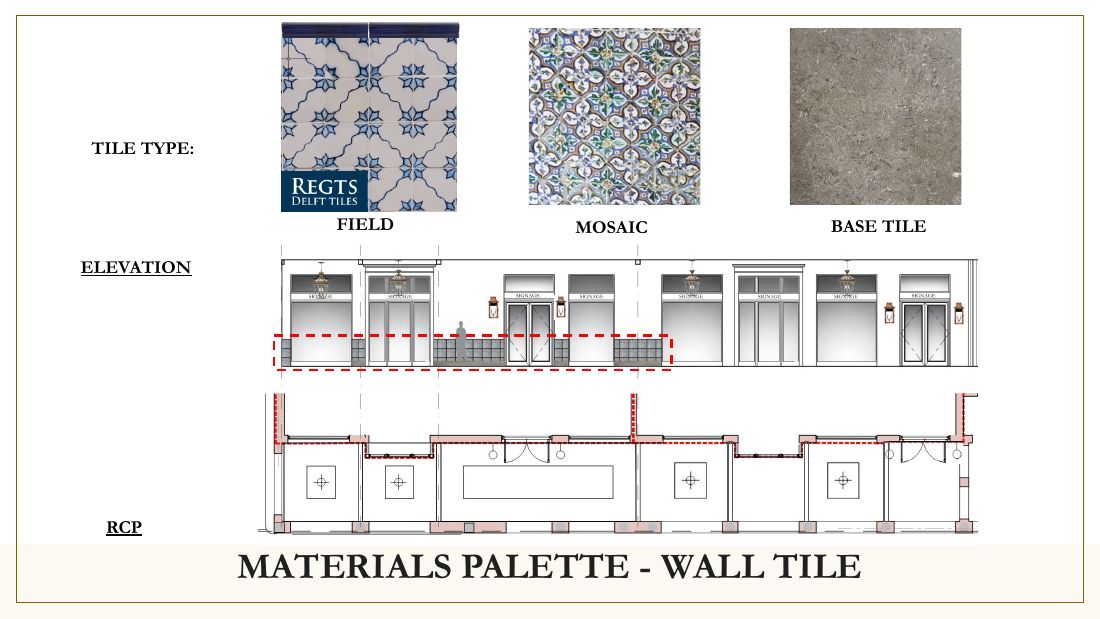 TILE TYPE:
REGTS
DELFT TILES
FIELD
MOSAIC
BASE TILE
ELEVATION
SIGNAGE
SIGNAGE
SIGNAGE
SIGNAGE
SIGNAGE
SIGNAGE
SIGNAGE
SIGNAGE
RCP
MATERIALS PALETTE - WALL TILE